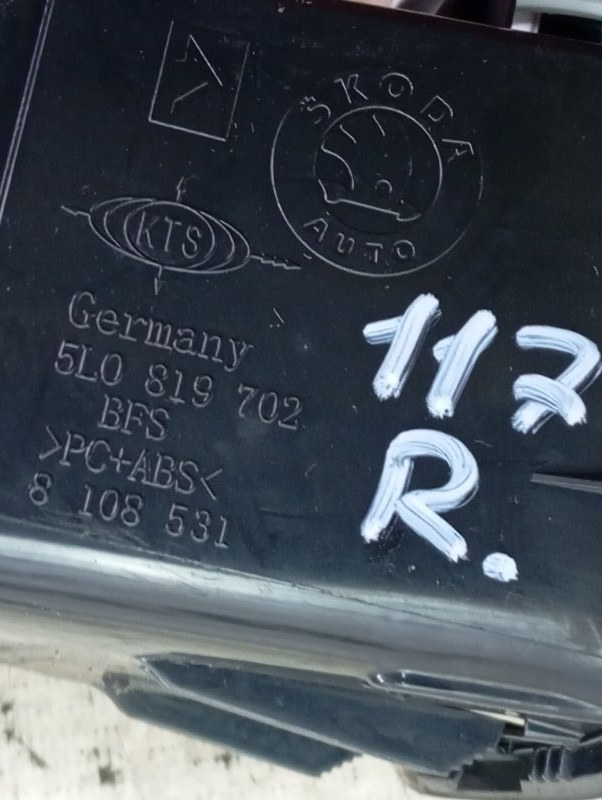 ŠKODA
AUTO
KTS
Germany
5L0 819 702
BFS
>PC+ABS<
8 108 531
117
R.